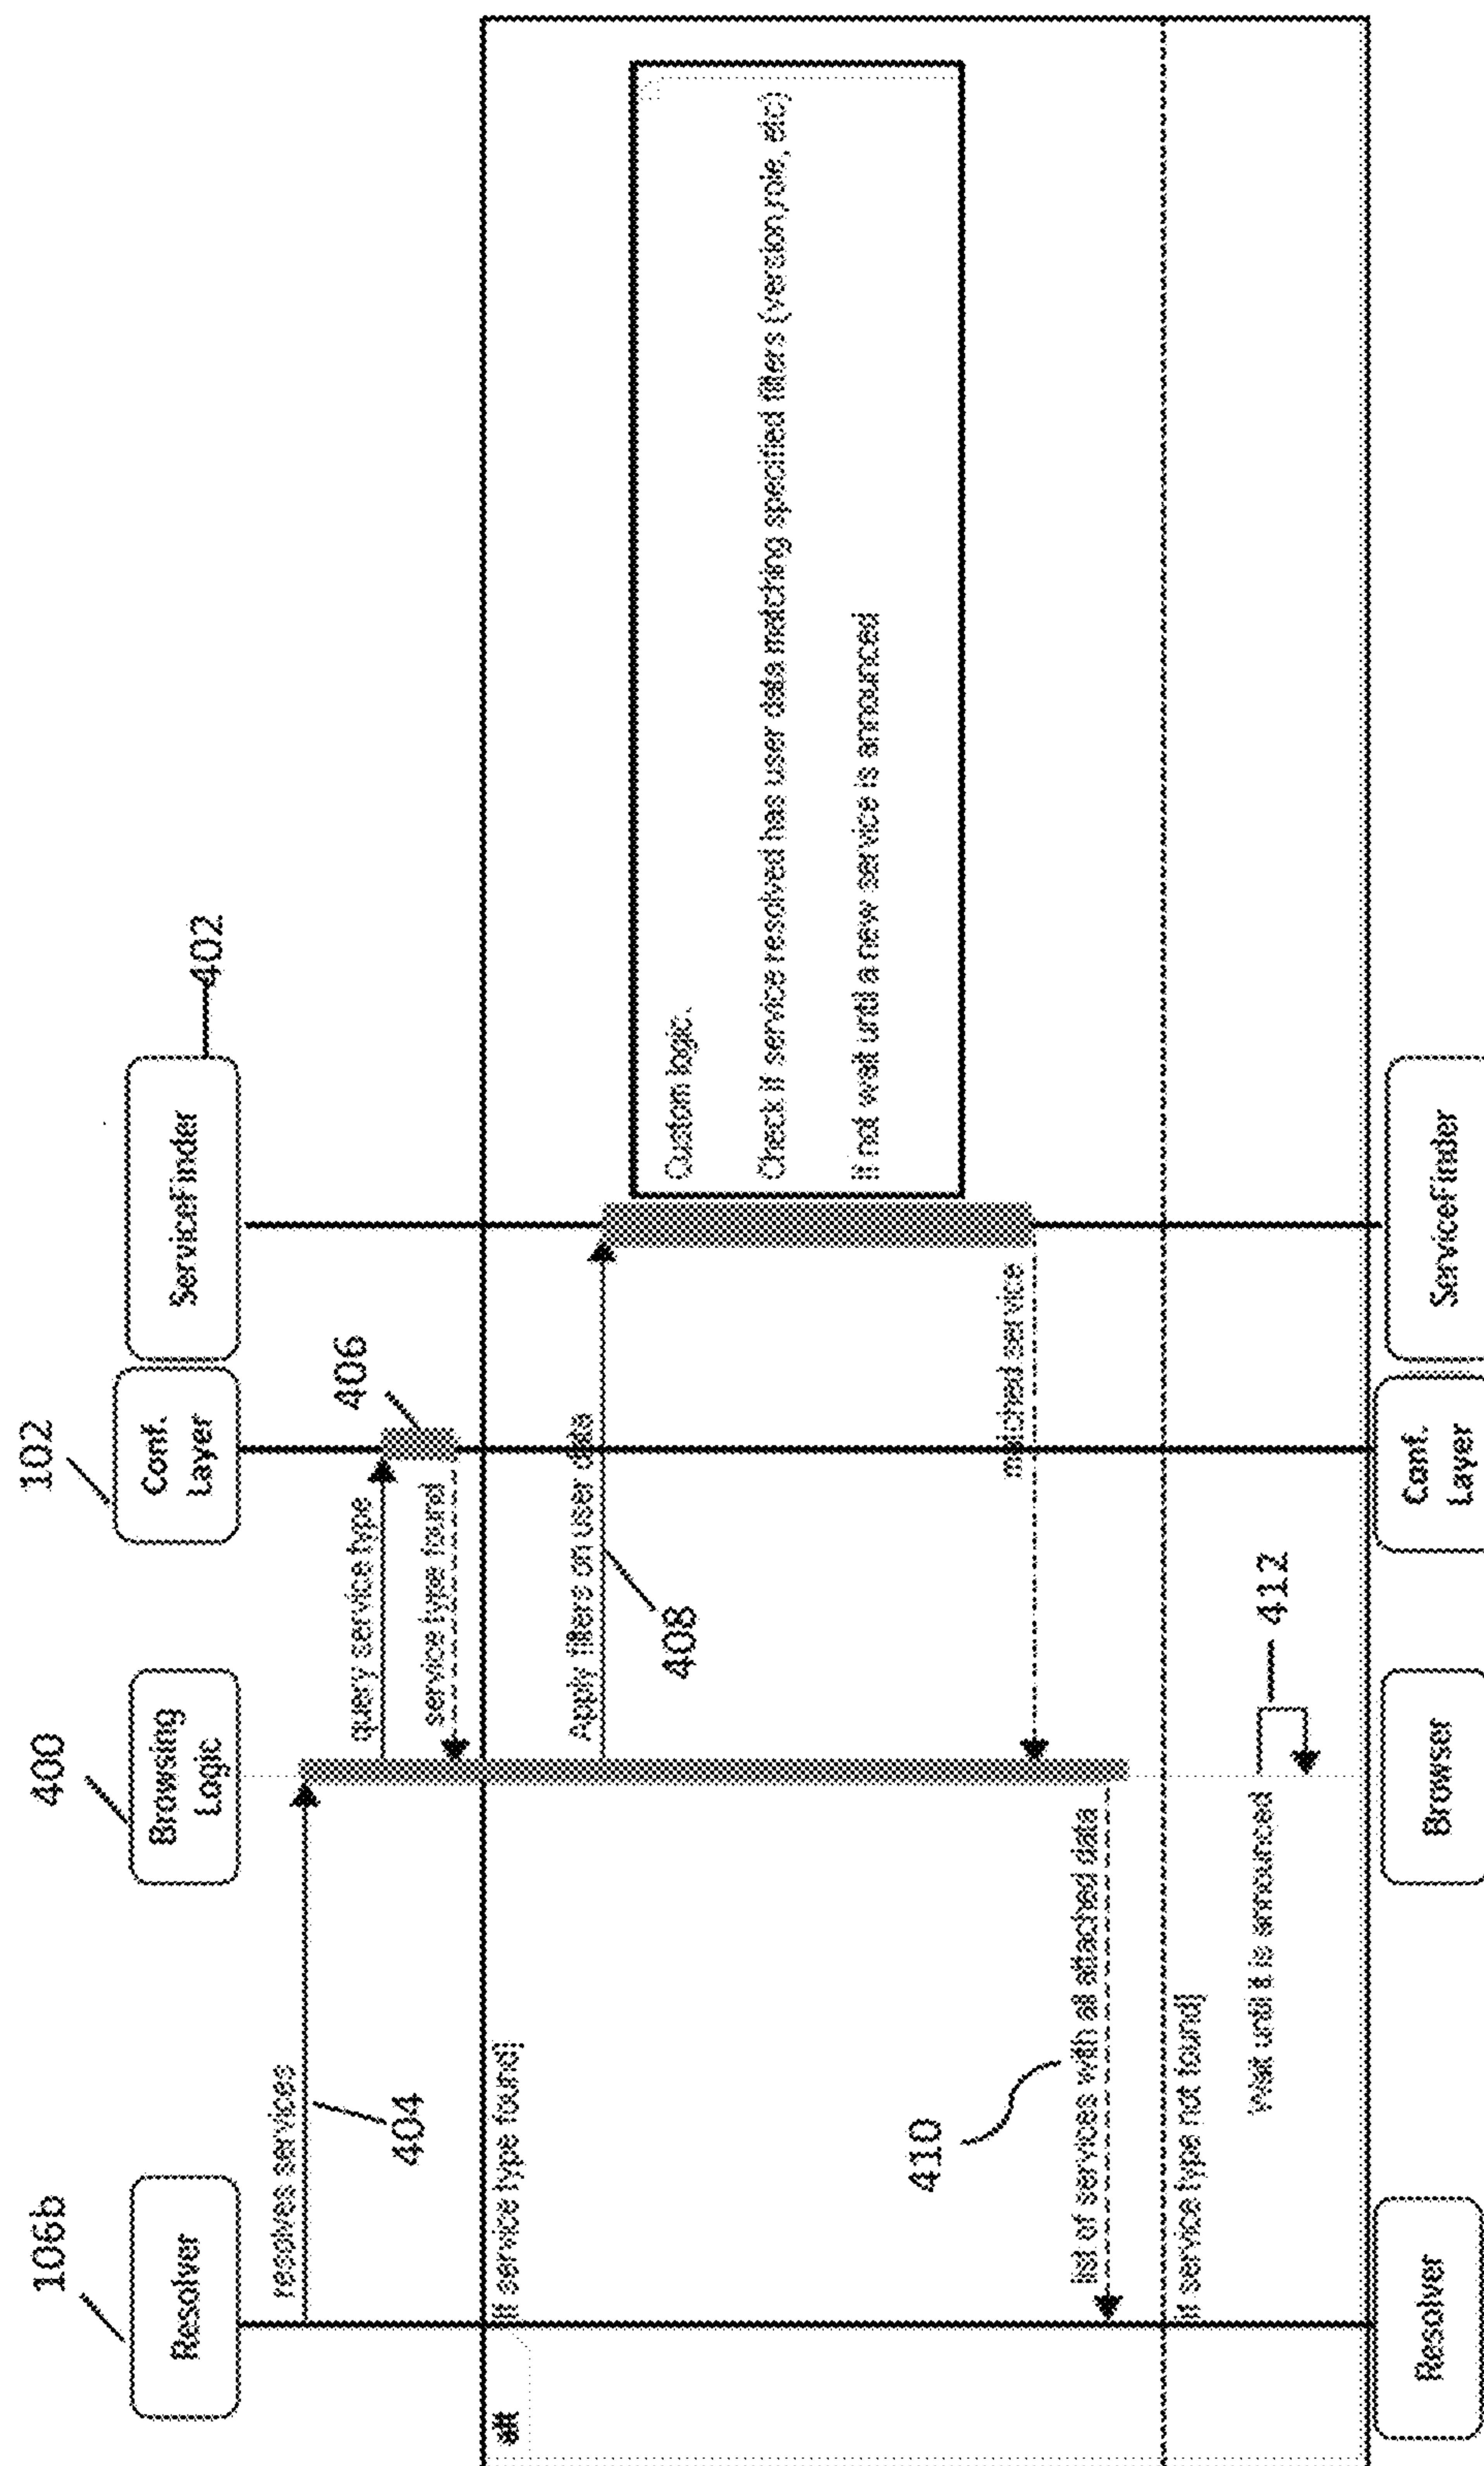 106b
400
102
402
Resolver
Browsing
Logic
Conf.
Layer
ServiceFinder
resolves services
404
query service type
406
service type found
alt
[if service type found]
Apply filters on user data
408
Custom logic.
Check if service resolved has user data matching specified filters (version,role, etc)
If not wait until a new service is announced
matched service
list of services with all attached data
410
[if service type not found]
Wait until it is announced
412
Resolver
Browser
Conf.
Layer
ServiceFinder